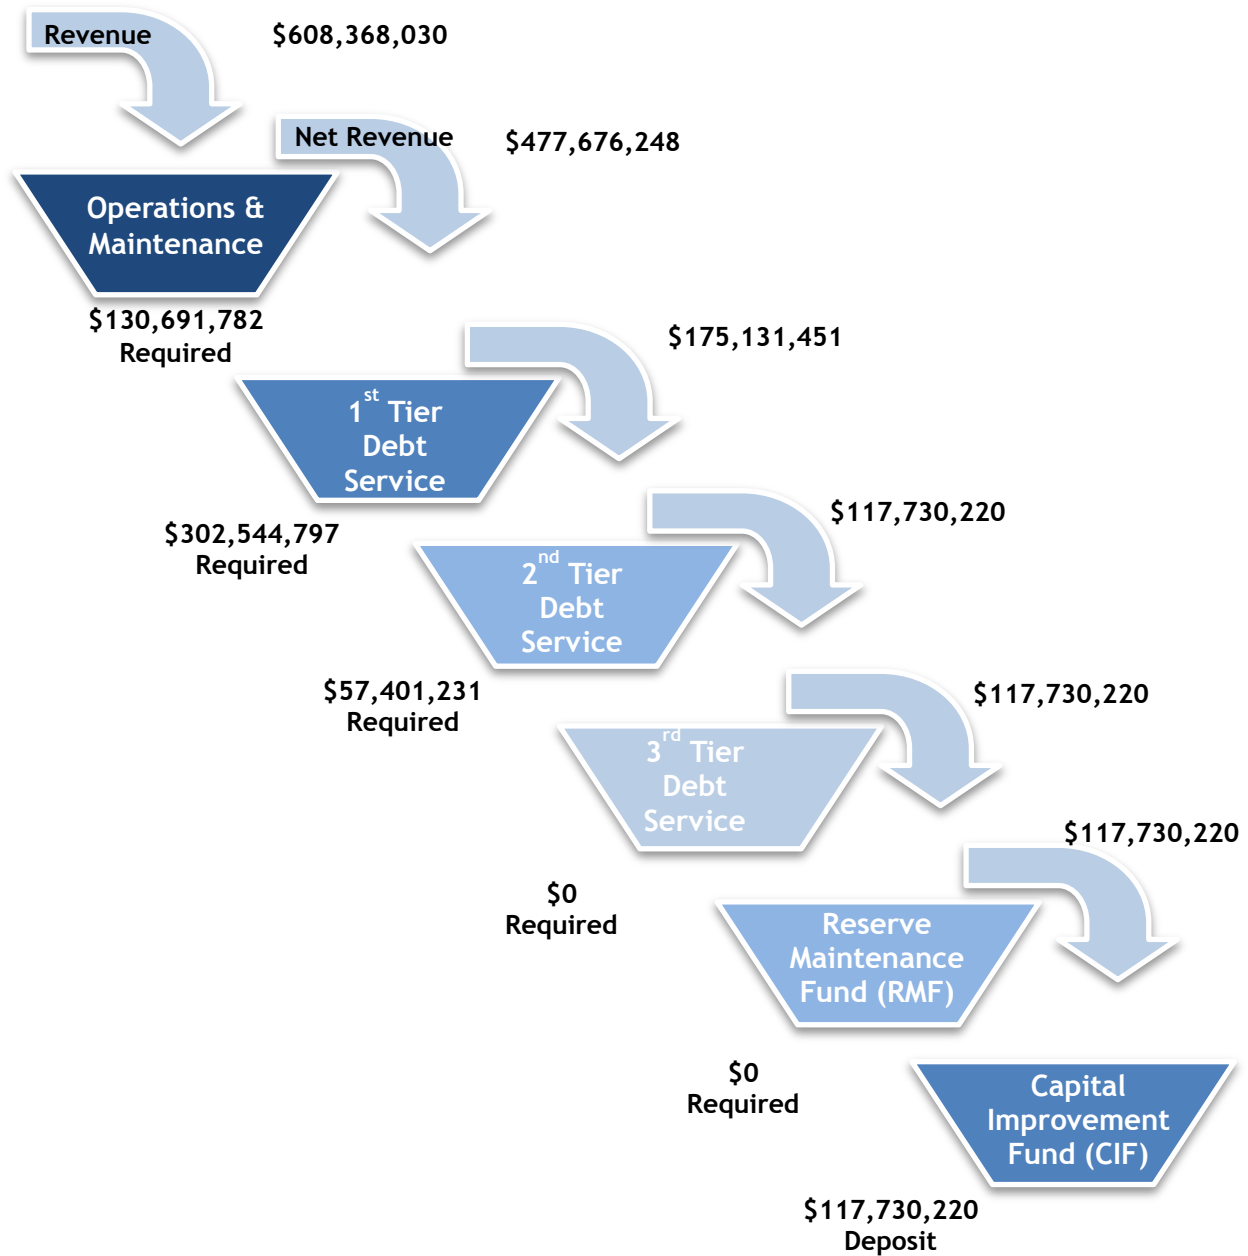 Revenue
$608,368,030
Net Revenue
$477,676,248
Operations &
Maintenance
$130,691,782
Required
$175,131,451
1st Tier
Debt
Service
$302,544,797
Required
$117,730,220
2nd Tier
Debt
Service
$57,401,231
Required
$117,730,220
3rd Tier
Debt
Service
$0
Required
$117,730,220
Reserve
Maintenance
Fund (RMF)
$0
Required
Capital
Improvement
Fund (CIF)
$117,730,220
Deposit